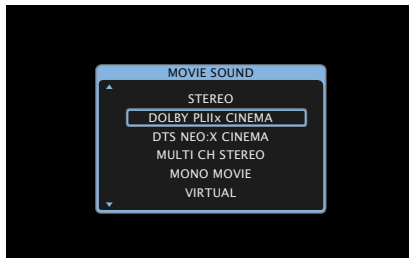 MOVIE SOUND
STEREO
DOLBY PLIIx CINEMA
DTS NEO:X CINEMA
MULTI CH STEREO
MONO MOVIE
VIRTUAL